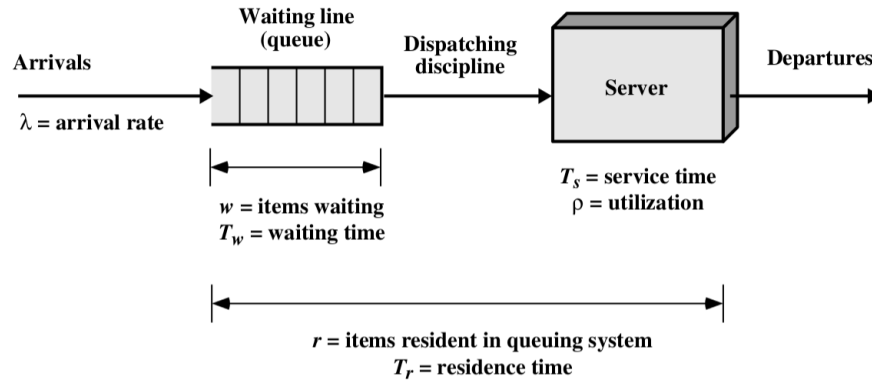 Waiting line
(queue)
Dispatching
discipline
Arrivals
Departures
Server
λ = arrival rate
w = items waiting
T_w = waiting time
T_s = service time
ρ = utilization
r = items resident in queuing system
T_r = residence time